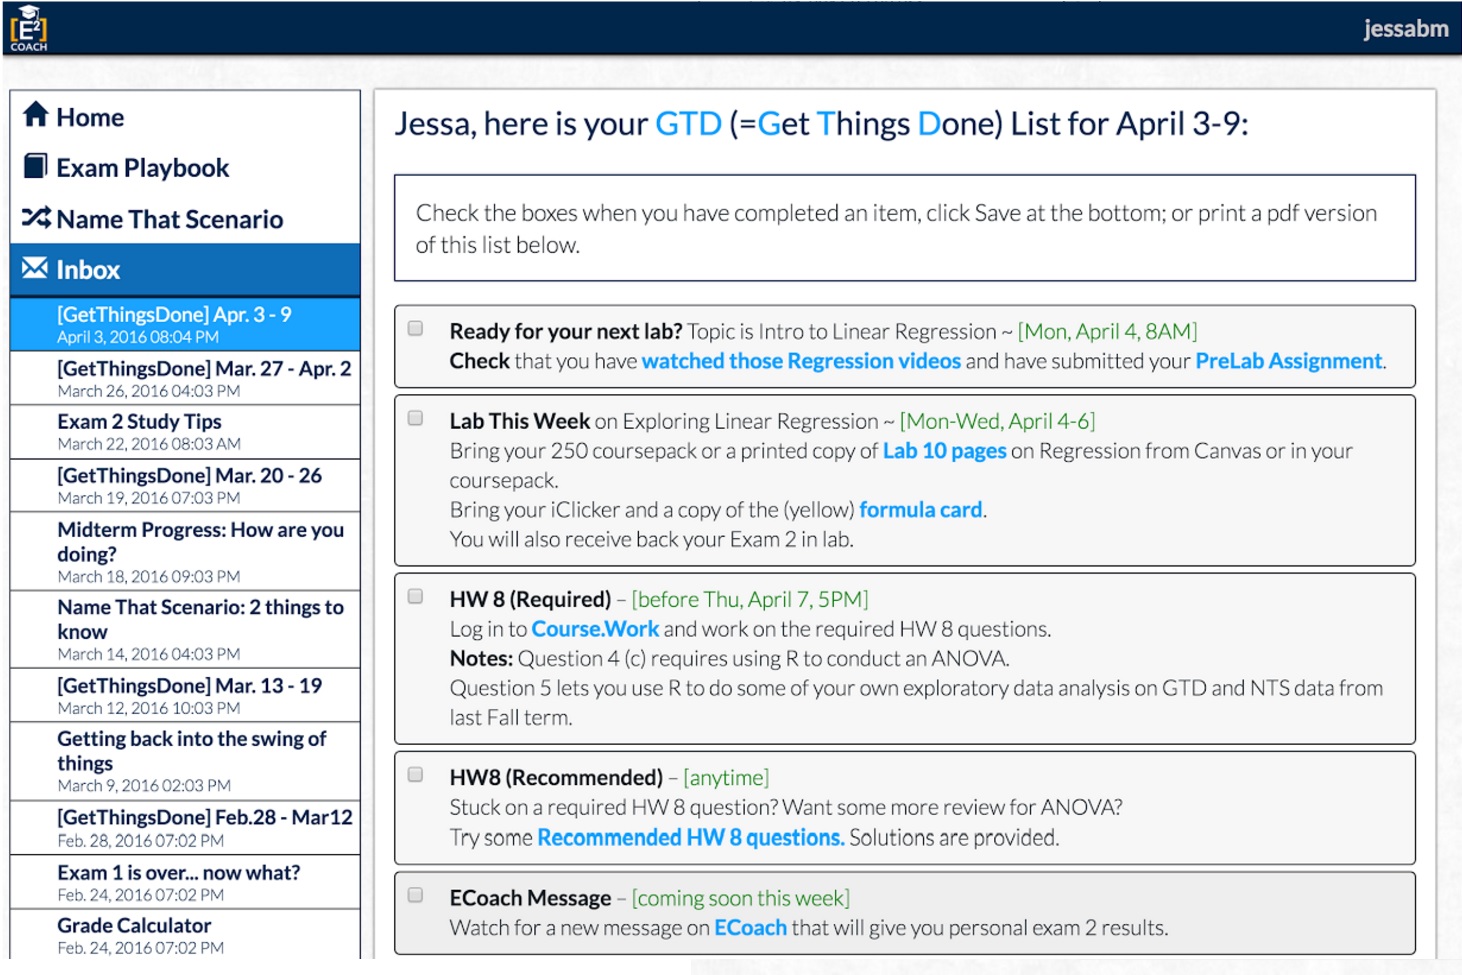 [E²]
COACH
jessabm
Home
Exam Playbook
Name That Scenario
Inbox
[GetThingsDone] Apr. 3 - 9
April 3, 2016 08:04 PM
[GetThingsDone] Mar. 27 - Apr. 2
March 26, 2016 04:03 PM
Exam 2 Study Tips
March 22, 2016 08:03 AM
[GetThingsDone] Mar. 20 - 26
March 19, 2016 07:03 PM
Midterm Progress: How are you
doing?
March 18, 2016 09:03 PM
Name That Scenario: 2 things to
know
March 14, 2016 04:03 PM
[GetThingsDone] Mar. 13 - 19
March 12, 2016 10:03 PM
Getting back into the swing of
things
March 9, 2016 02:03 PM
[GetThingsDone] Feb.28 - Mar12
Feb. 28, 2016 07:02 PM
Exam 1 is over... now what?
Feb. 24, 2016 07:02 PM
Grade Calculator
Feb. 24, 2016 07:02 PM
Jessa, here is your GTD (=Get Things Done) List for April 3-9:
Check the boxes when you have completed an item, click Save at the bottom; or print a pdf version
of this list below.
Ready for your next lab? Topic is Intro to Linear Regression ~ [Mon, April 4, 8AM]
Check that you have watched those Regression videos and have submitted your PreLab Assignment.
Lab This Week on Exploring Linear Regression ~ [Mon-Wed, April 4-6]
Bring your 250 coursepack or a printed copy of Lab 10 pages on Regression from Canvas or in your
coursepack.
Bring your iClicker and a copy of the (yellow) formula card.
You will also receive back your Exam 2 in lab.
HW 8 (Required) – [before Thu, April 7, 5PM]
Log in to Course.Work and work on the required HW 8 questions.
Notes: Question 4 (c) requires using R to conduct an ANOVA.
Question 5 lets you use R to do some of your own exploratory data analysis on GTD and NTS data from
last Fall term.
HW8 (Recommended) – [anytime]
Stuck on a required HW 8 question? Want some more review for ANOVA?
Try some Recommended HW 8 questions. Solutions are provided.
ECoach Message – [coming soon this week]
Watch for a new message on ECoach that will give you personal exam 2 results.